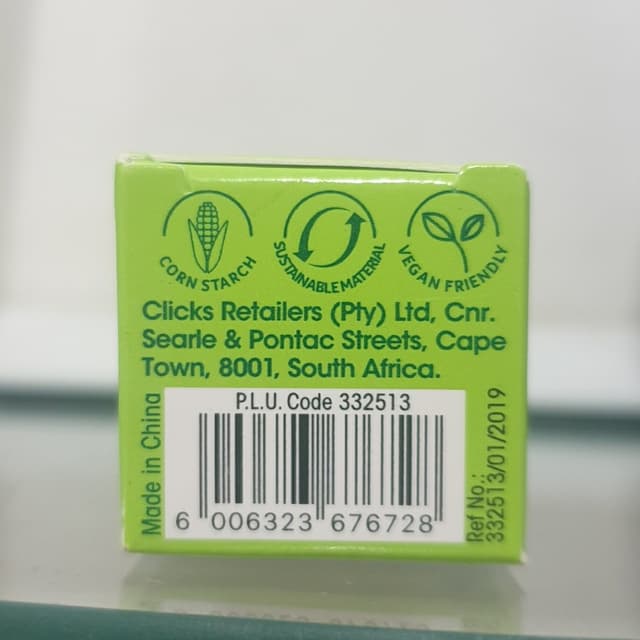 CORN STARCH
SUSTAINABLE MATERIAL
VEGAN FRIENDLY
Clicks Retailers (Pty) Ltd, Cnr.
Searle & Pontac Streets, Cape
Town, 8001, South Africa.
Made in China
P.L.U. Code 332513
6 006323 676728
Ref No.:
332513/01/2019